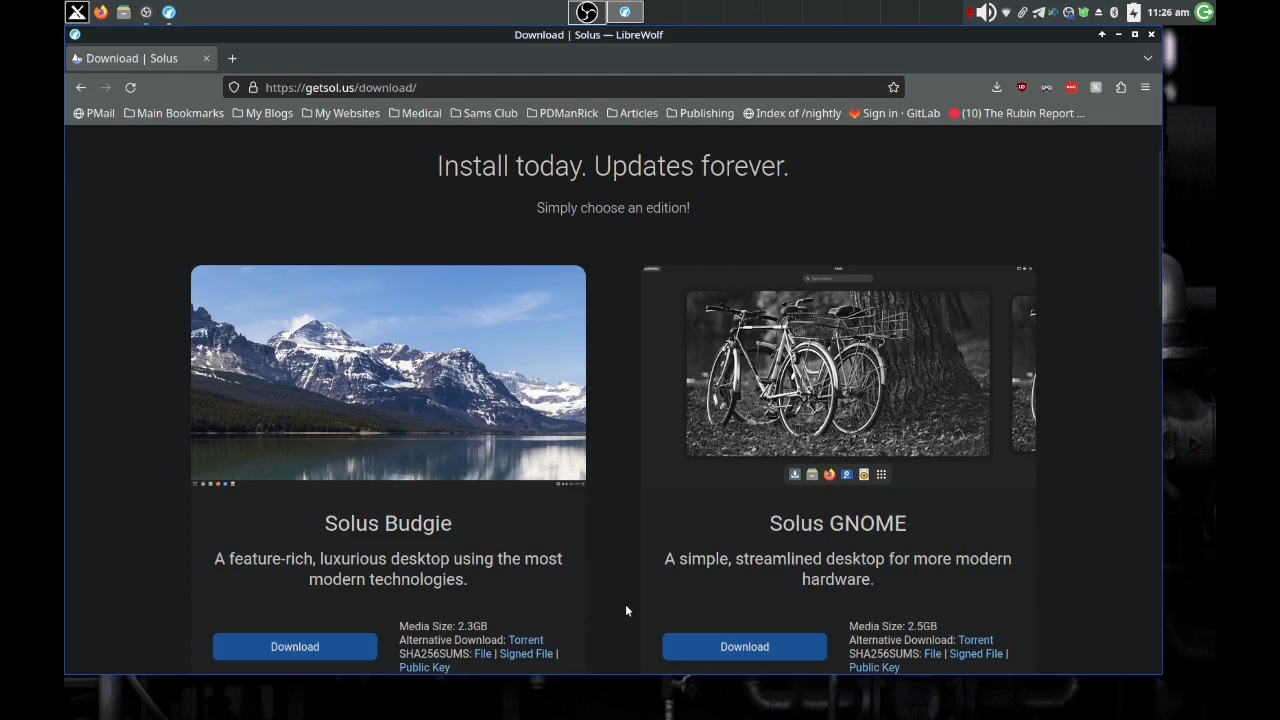 11:26 am
Download | Solus — LibreWolf
Download | Solus
https://getsol.us/download/
PMail Main Bookmarks My Blogs My Websites Medical Sams Club PDManRick Articles Publishing Index of /nightly Sign in · GitLab (10) The Rubin Report ...
Install today. Updates forever.
Simply choose an edition!
Solus Budgie
A feature-rich, luxurious desktop using the most
modern technologies.
Download
Media Size: 2.3GB
Alternative Download: Torrent
SHA256SUMS: File | Signed File |
Public Key
Solus GNOME
A simple, streamlined desktop for more modern
hardware.
Download
Media Size: 2.5GB
Alternative Download: Torrent
SHA256SUMS: File | Signed File |
Public Key